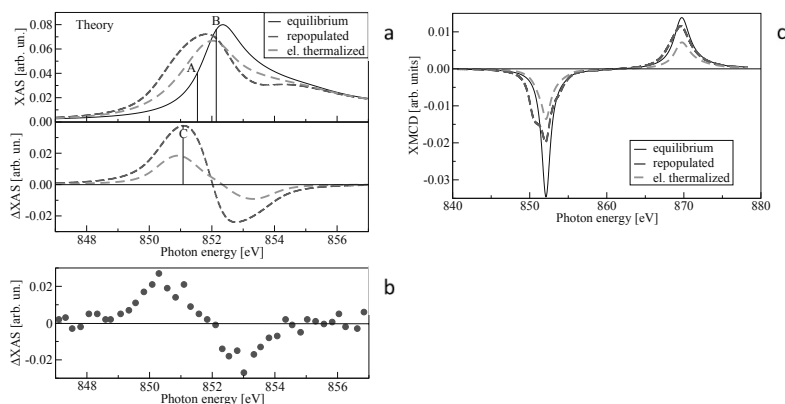 Theory
B
A
equilibrium
repopulated
el. thermalized
a
XAS [arb. un.]
0.08
0.06
0.04
0.02
0.00
C
ΔXAS [arb. un.]
0.02
0.00
-0.02
848 850 852 854 856
Photon energy [eV]
b
ΔXAS [arb. un.]
0.02
0
-0.02
848 850 852 854 856
Photon energy [eV]
c
XMCD [arb. units]
0.01
0.00
-0.01
-0.02
-0.03
equilibrium
repopulated
el. thermalized
840 850 860 870 880
Photon energy [eV]